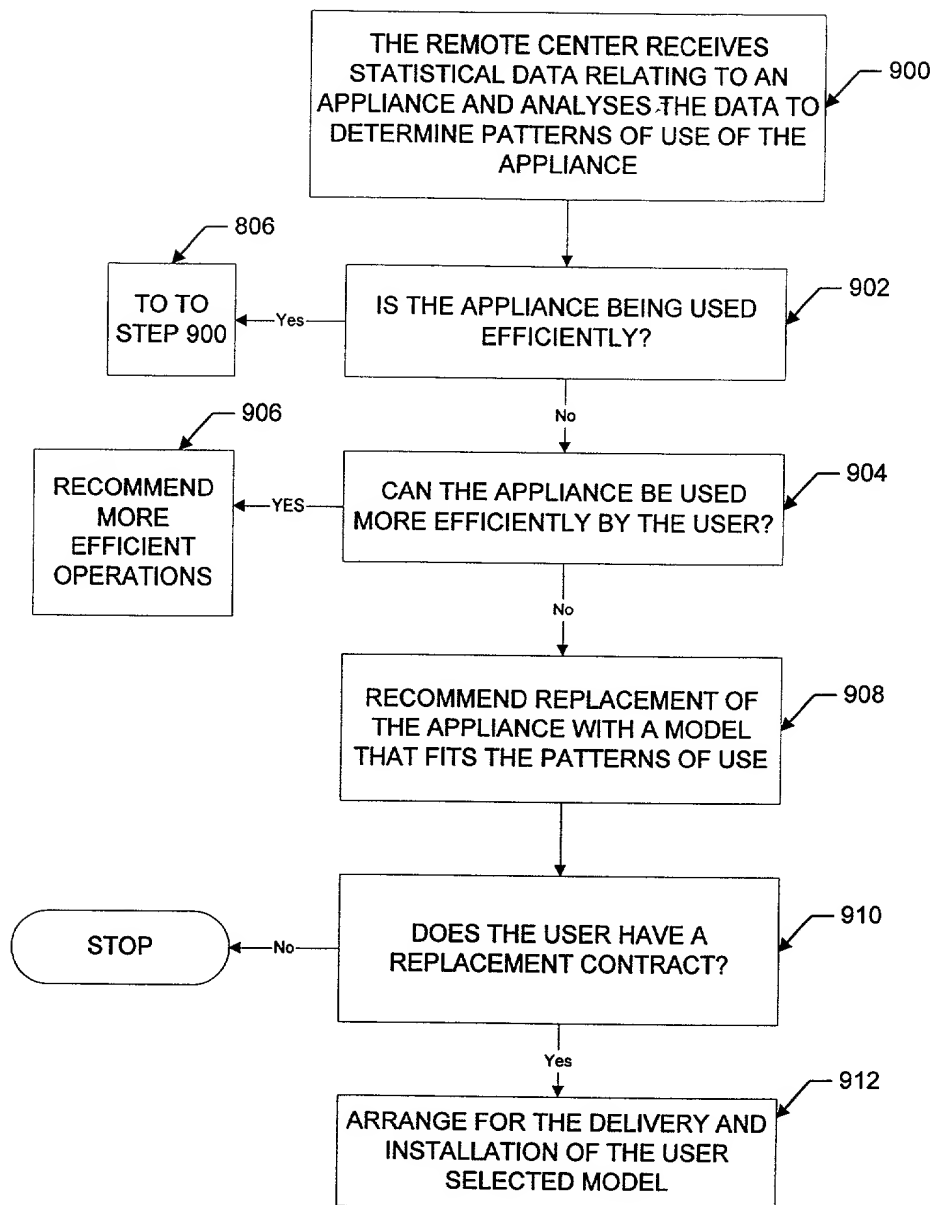 THE REMOTE CENTER RECEIVES
STATISTICAL DATA RELATING TO AN
APPLIANCE AND ANALYSES THE DATA TO
DETERMINE PATTERNS OF USE OF THE
APPLIANCE
900
806
TO TO
STEP 900
Yes
IS THE APPLIANCE BEING USED
EFFICIENTLY?
902
No
906
RECOMMEND
MORE
EFFICIENT
OPERATIONS
YES
CAN THE APPLIANCE BE USED
MORE EFFICIENTLY BY THE USER?
904
No
RECOMMEND REPLACEMENT OF
THE APPLIANCE WITH A MODEL
THAT FITS THE PATTERNS OF USE
908
STOP
No
DOES THE USER HAVE A
REPLACEMENT CONTRACT?
910
Yes
ARRANGE FOR THE DELIVERY AND
INSTALLATION OF THE USER
SELECTED MODEL
912